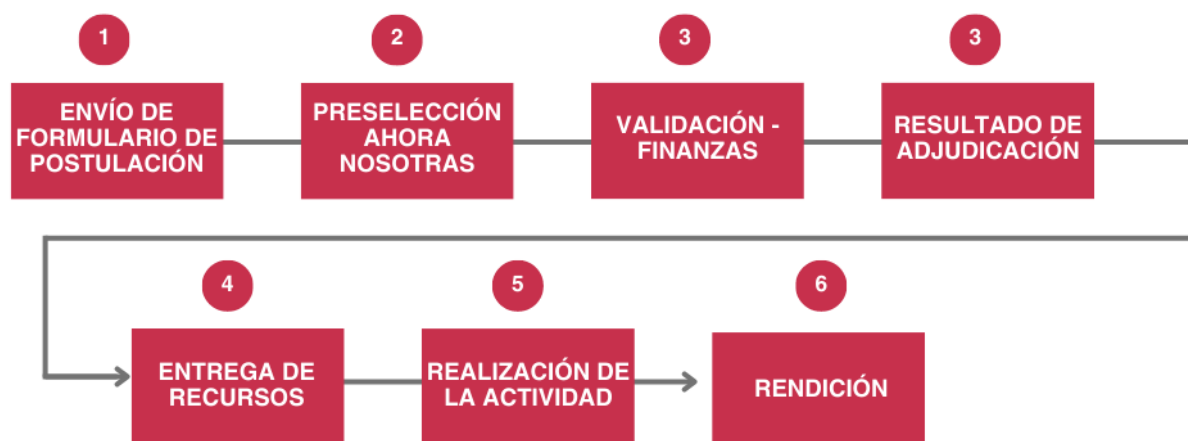 1
ENVÍO DE
FORMULARIO DE
POSTULACIÓN
2
PRESELECCIÓN
AHORA
NOSOTRAS
3
VALIDACIÓN -
FINANZAS
3
RESULTADO DE
ADJUDICACIÓN
4
ENTREGA DE
RECURSOS
5
REALIZACIÓN DE
LA ACTIVIDAD
6
RENDICIÓN